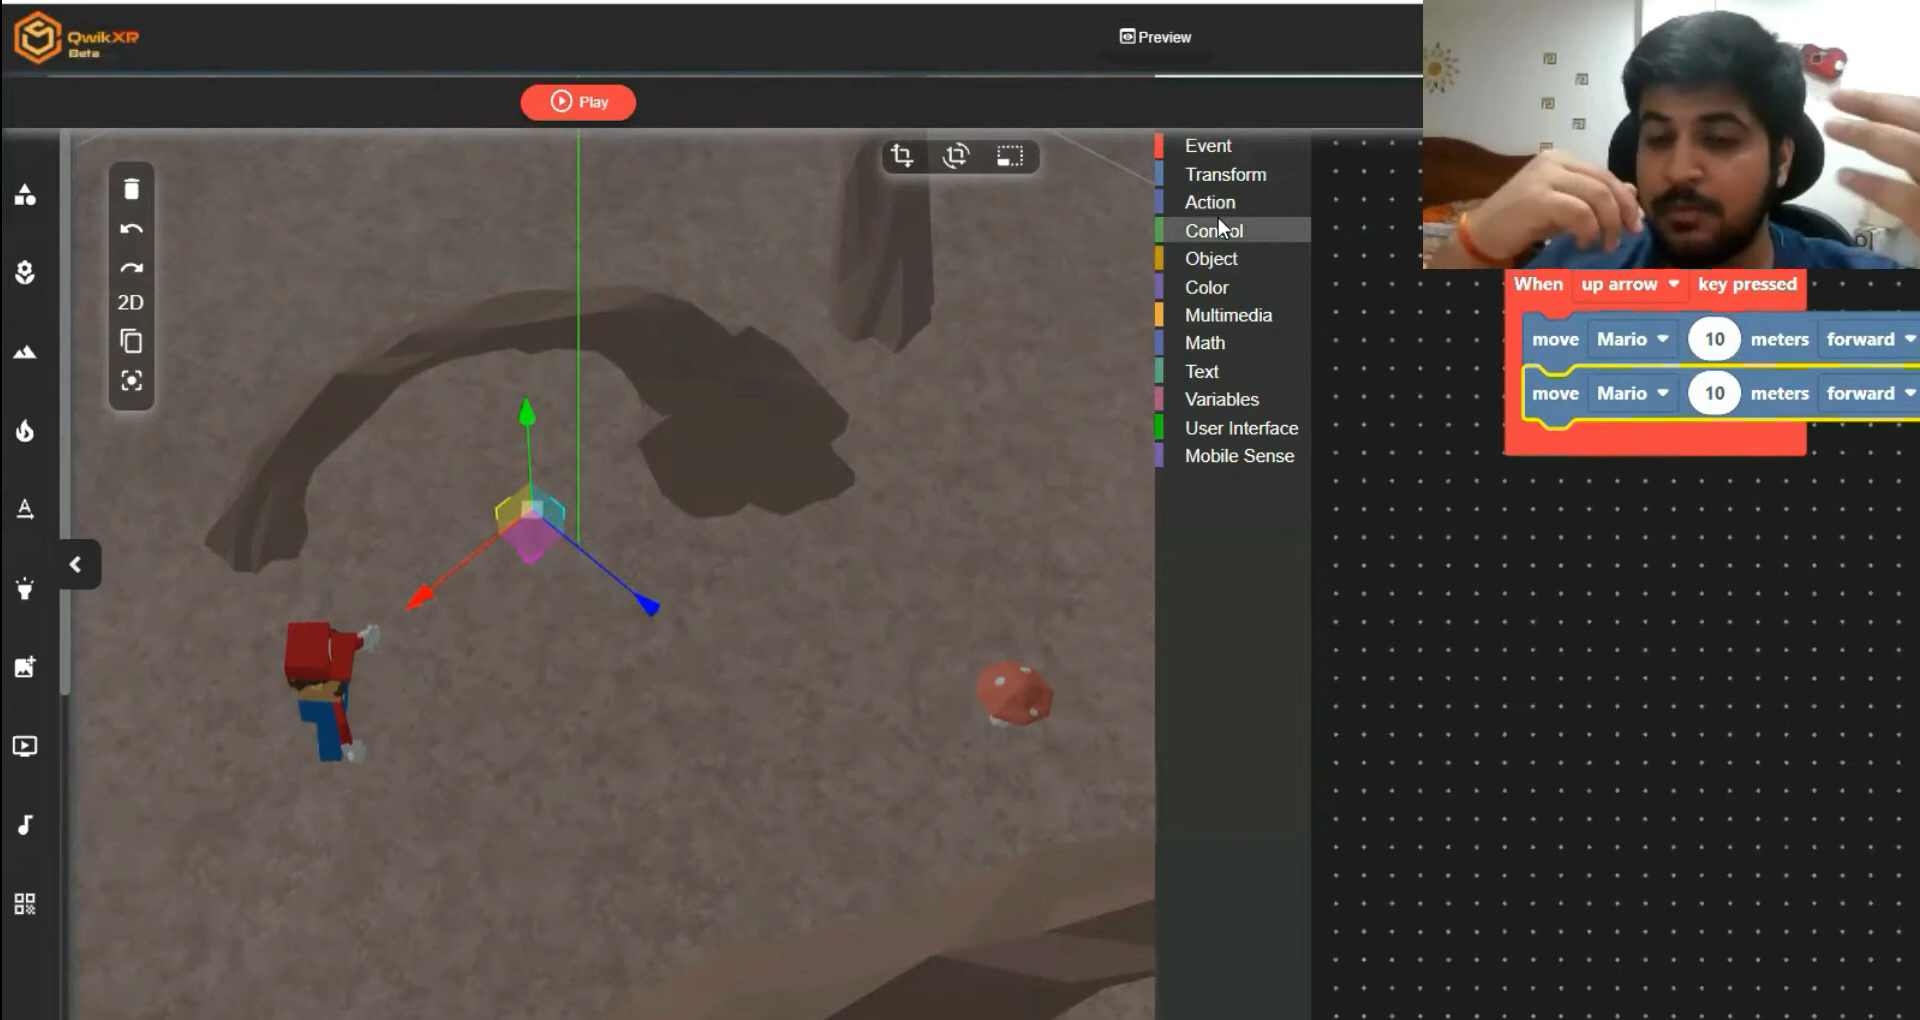 QwikXR
Beta
Preview
Play
2D
Event
Transform
Action
Control
Object
Color
Multimedia
Math
Text
Variables
User Interface
Mobile Sense
When up arrow key pressed
move Mario 10 meters forward
move Mario 10 meters forward